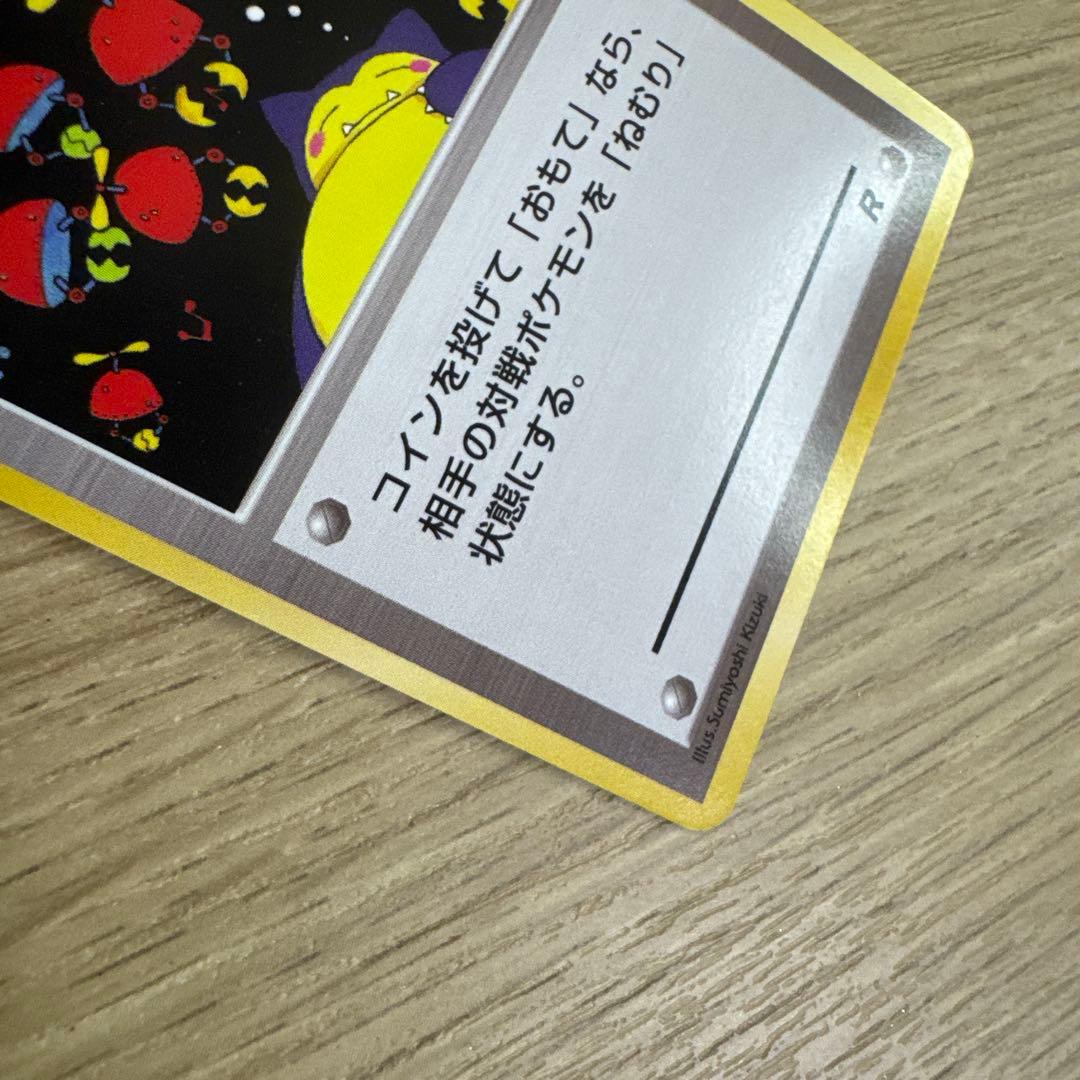 コインを投げて「おもて」なら、
相手の対戦ポケモンを「ねむり」
状態にする。
R
Illus.Sumiyoshi Kizuki